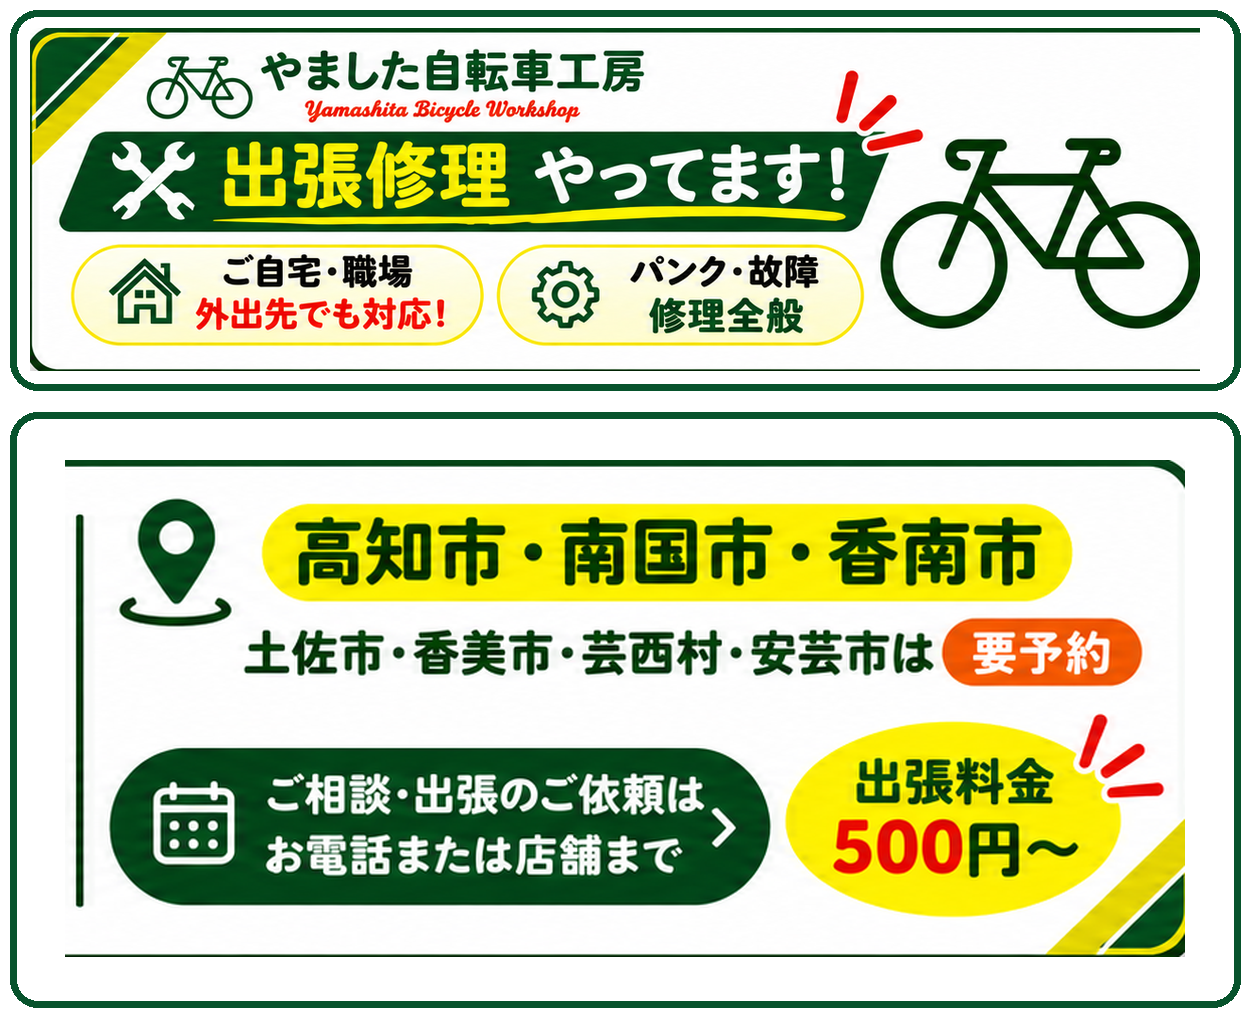 やました自転車工房
Yamashita Bicycle Workshop
出張修理 やってます!
ご自宅・職場
外出先でも対応!
パンク・故障
修理全般
高知市・南国市・香南市
土佐市・香美市・芸西村・安芸市は 要予約
ご相談・出張のご依頼は
お電話または店舗まで
出張料金
500円〜